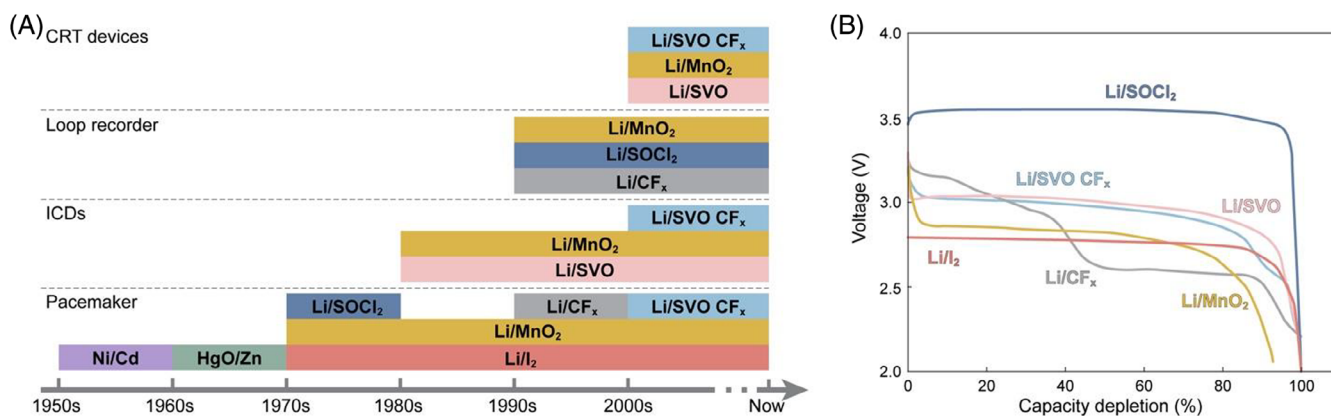 (A)
CRT devices
Li/SVO CFₓ
Li/MnO₂
Li/SVO
Loop recorder
Li/MnO₂
Li/SOCl₂
Li/CFₓ
ICDs
Li/SVO CFₓ
Li/MnO₂
Li/SVO
Pacemaker
Li/SOCl₂ Li/CFₓ Li/SVO CFₓ
Li/MnO₂
Ni/Cd HgO/Zn Li/I₂
1950s 1960s 1970s 1980s 1990s 2000s Now
(B)
4.0
3.5
3.0
2.5
2.0
Voltage (V)
Li/SOCl₂
Li/SVO CFₓ
Li/SVO
Li/I₂
Li/CFₓ
Li/MnO₂
0 20 40 60 80 100
Capacity depletion (%)